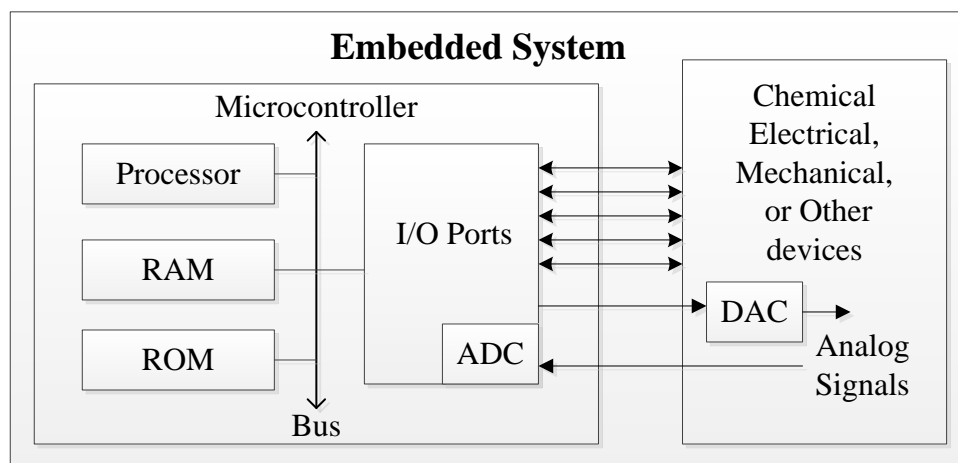 Embedded System
Microcontroller
Processor
RAM
ROM
Bus
I/O Ports
ADC
Chemical
Electrical,
Mechanical,
or Other
devices
DAC
Analog
Signals